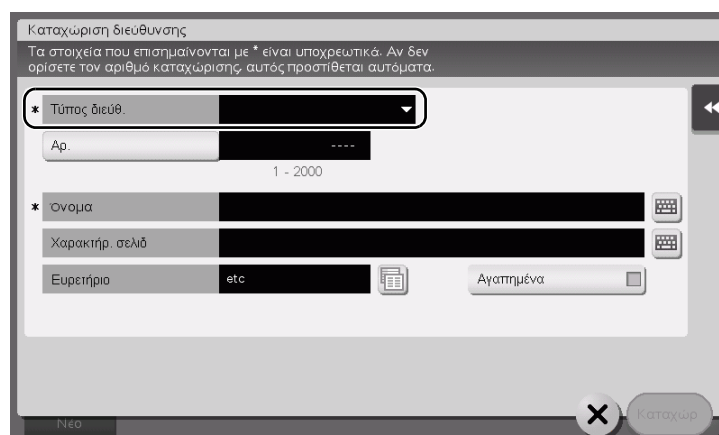 Καταχώριση διεύθυνσης
Τα στοιχεία που επισημαίνονται με * είναι υποχρεωτικά. Αν δεν
ορίσετε τον αριθμό καταχώρισης, αυτός προστίθεται αυτόματα.
* Τύπος διεύθ.
Αρ. ----
1 - 2000
* Όνομα
Χαρακτήρ. σελιδ
Ευρετήριο etc Αγαπημένα
Νέο Καταχώρ